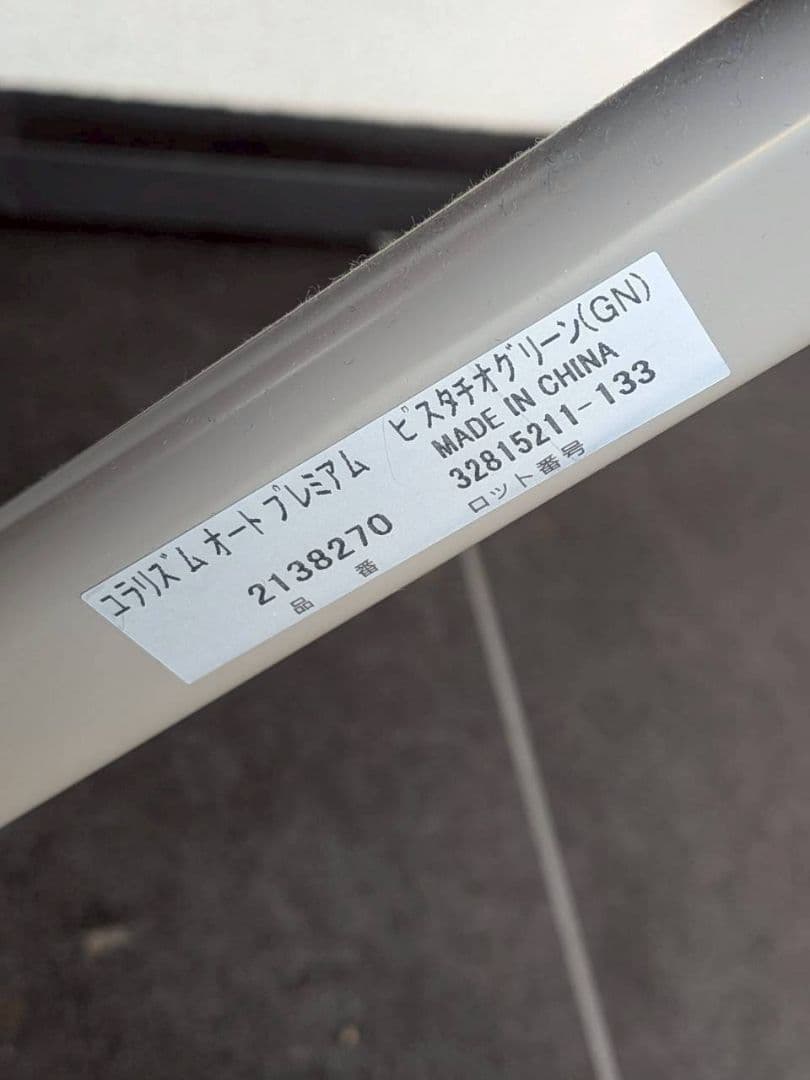 ユラリズム オート プレミアム ピスタチオグリーン(GN)
MADE IN CHINA
2138270 32815211-133
品 番 ロット番号